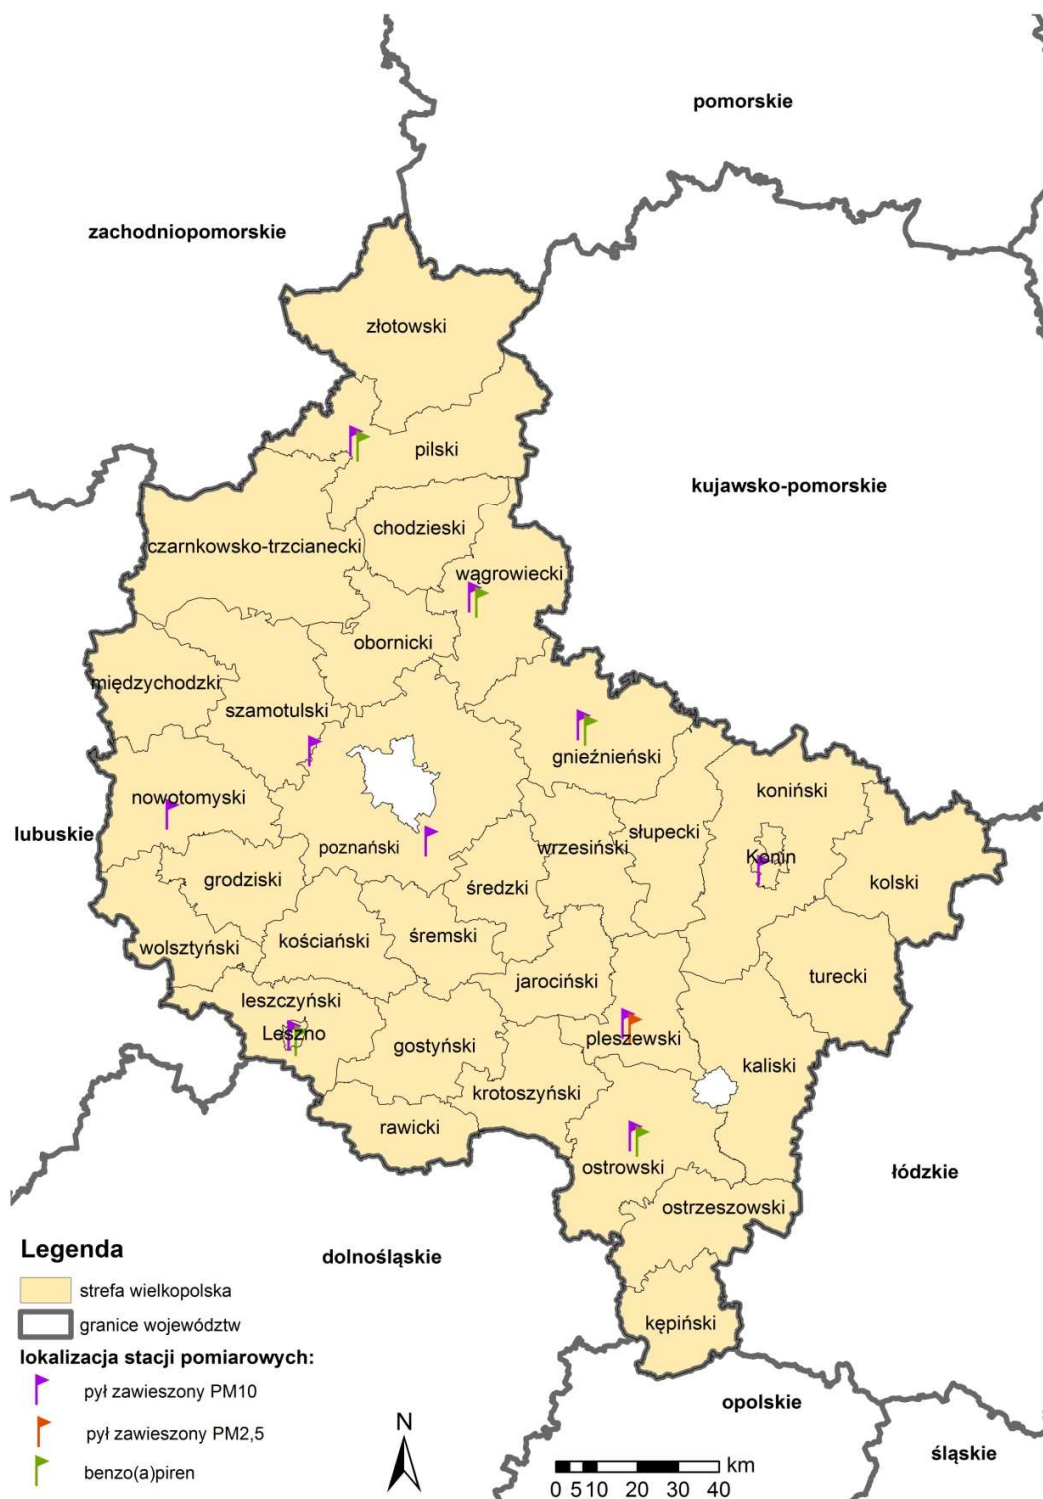 pomorskie
zachodniopomorskie
złotowski
pilski
kujawsko-pomorskie
chodzieski
czarnkowsko-trzcianecki
wągrowiecki
obornicki
międzychodzki
szamotulski
gnieźnieński
nowotomyski
koniński
lubuskie
poznański
wrzesiński
słupecki
Konin
grodziski
średzki
kolski
wolsztyński
kościański
śremski
turecki
jarociński
leszczyński
Leszno
pleszewski
gostyński
kaliski
krotoszyński
rawicki
ostrowski
łódzkie
ostrzeszowski
dolnośląskie
kępiński
opolskie
śląskie
Legenda
strefa wielkopolska
granice województw
lokalizacja stacji pomiarowych:
pył zawieszony PM10
pył zawieszony PM2,5
benzo(a)piren
N
km
0 5 10 20 30 40